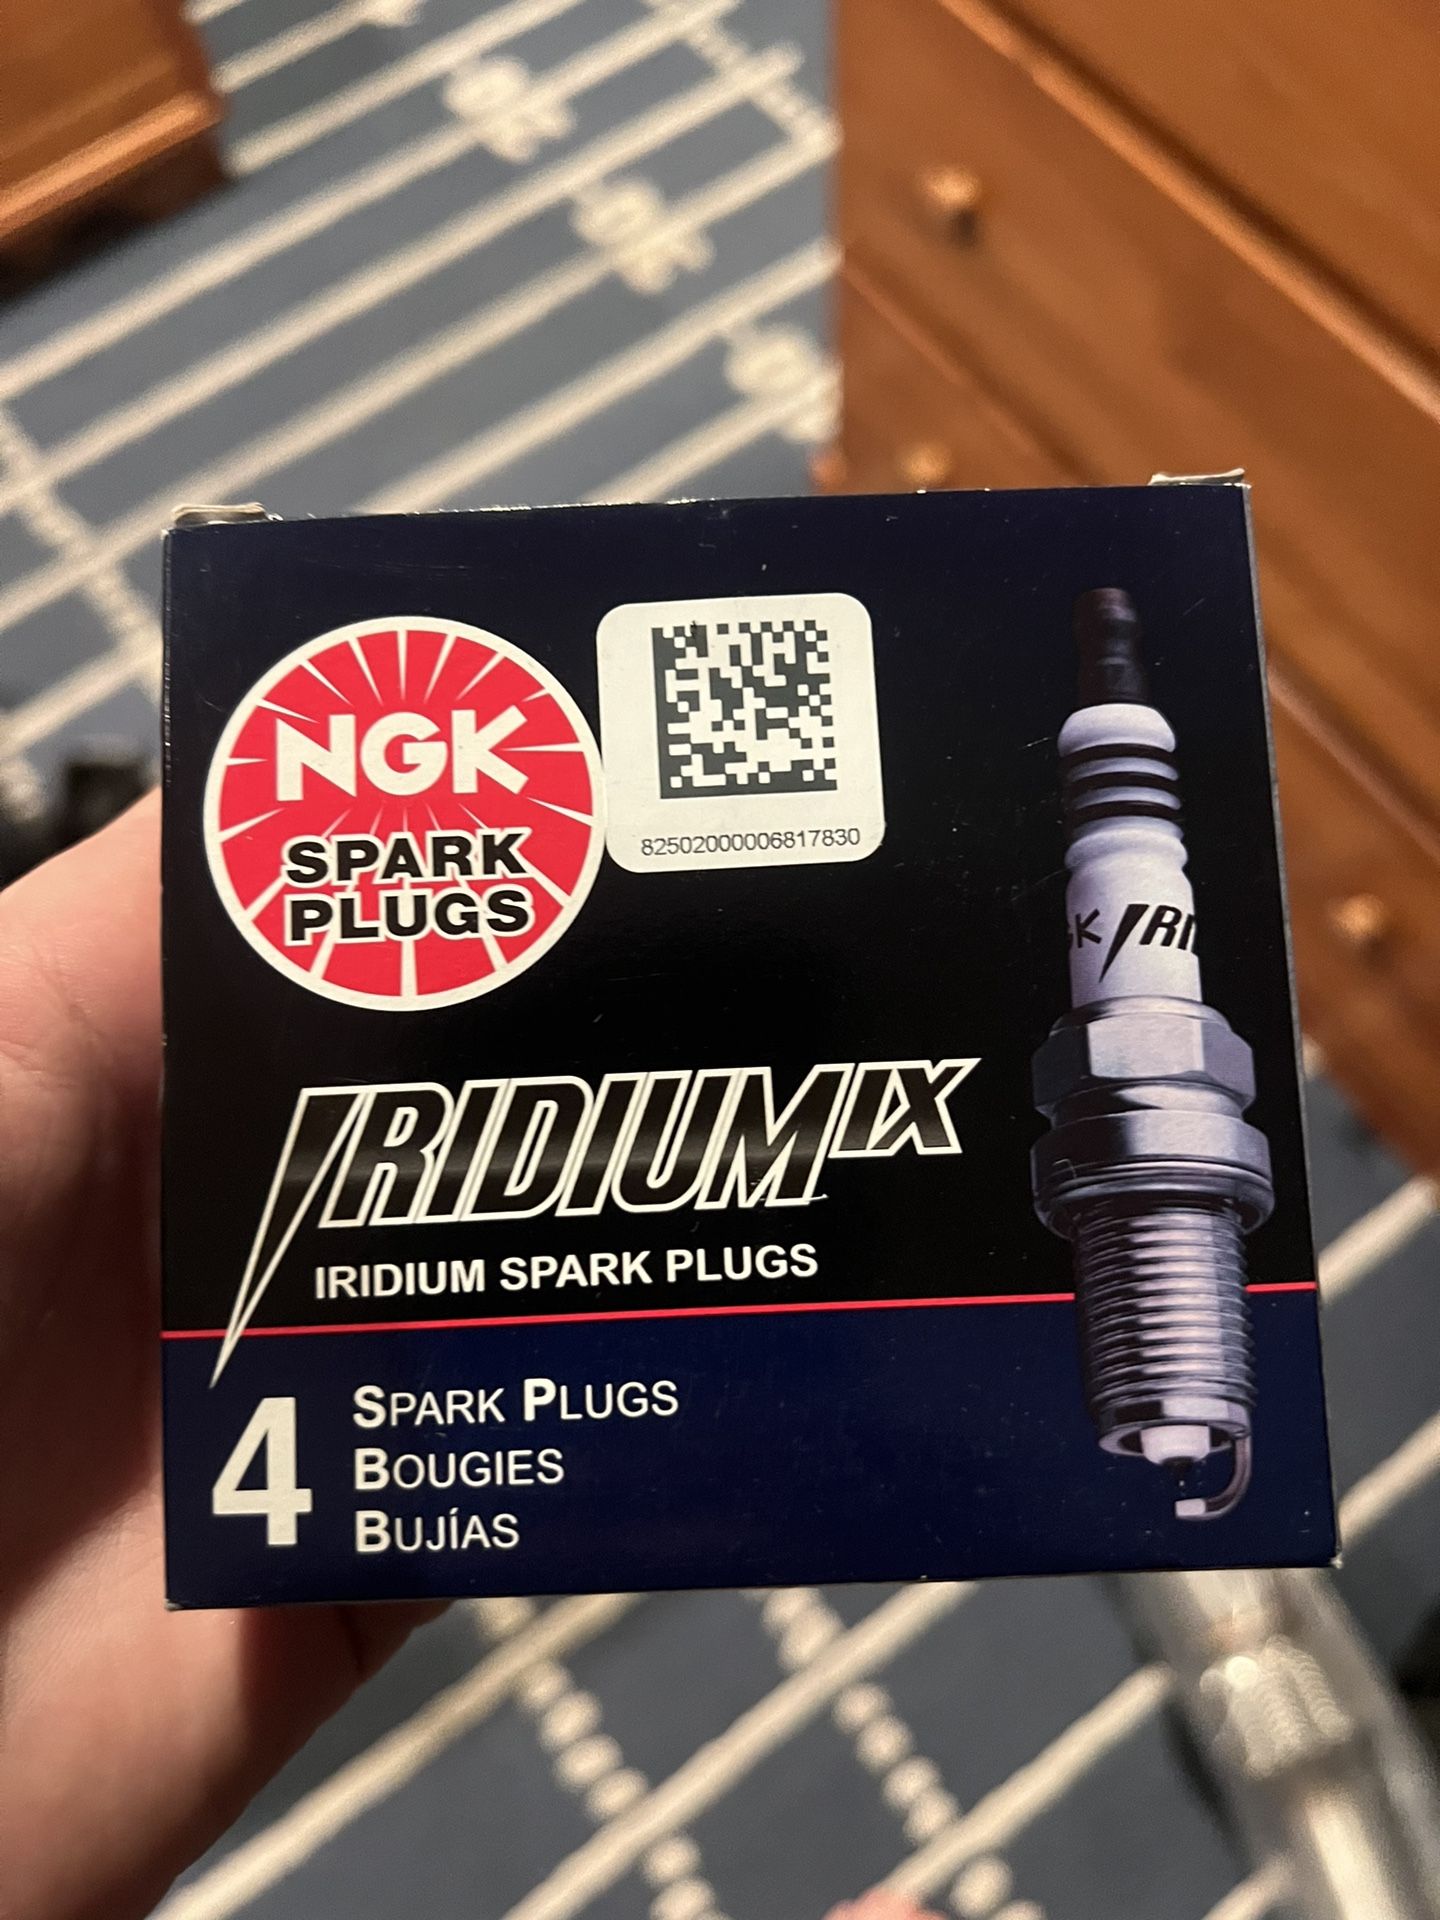 NGK
SPARK
PLUGS
82502000006817830
GK IRI
IRIDIUM IX
IRIDIUM SPARK PLUGS
4 SPARK PLUGS
BOUGIES
BUJÍAS